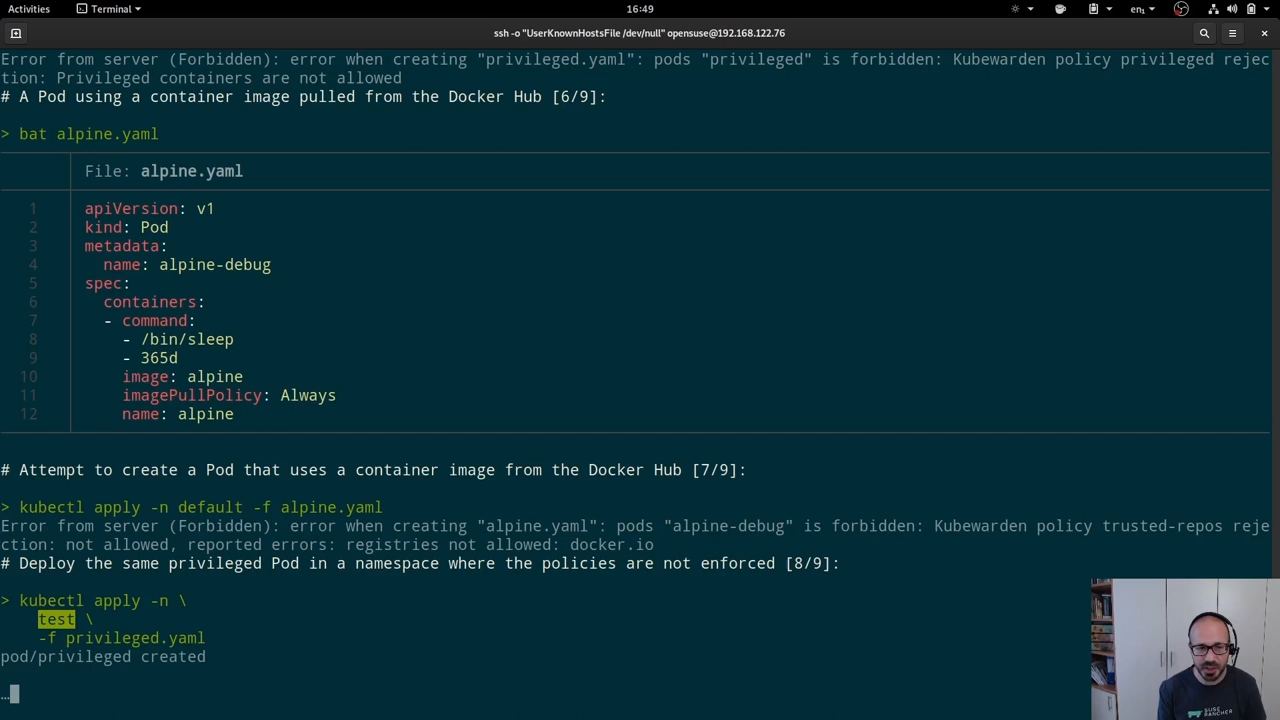 Activities Terminal 16:49 en₁
ssh -o "UserKnownHostsFile /dev/null" opensuse@192.168.122.76
Error from server (Forbidden): error when creating "privileged.yaml": pods "privileged" is forbidden: Kubewarden policy privileged rejec
tion: Privileged containers are not allowed
# A Pod using a container image pulled from the Docker Hub [6/9]:
> bat alpine.yaml
File: alpine.yaml
1 apiVersion: v1
2 kind: Pod
3 metadata:
4 name: alpine-debug
5 spec:
6 containers:
7 - command:
8 - /bin/sleep
9 - 365d
10 image: alpine
11 imagePullPolicy: Always
12 name: alpine
# Attempt to create a Pod that uses a container image from the Docker Hub [7/9]:
> kubectl apply -n default -f alpine.yaml
Error from server (Forbidden): error when creating "alpine.yaml": pods "alpine-debug" is forbidden: Kubewarden policy trusted-repos reje
ction: not allowed, reported errors: registries not allowed: docker.io
# Deploy the same privileged Pod in a namespace where the policies are not enforced [8/9]:
> kubectl apply -n \
test \
-f privileged.yaml
pod/privileged created
…
SUSE
RANCHER